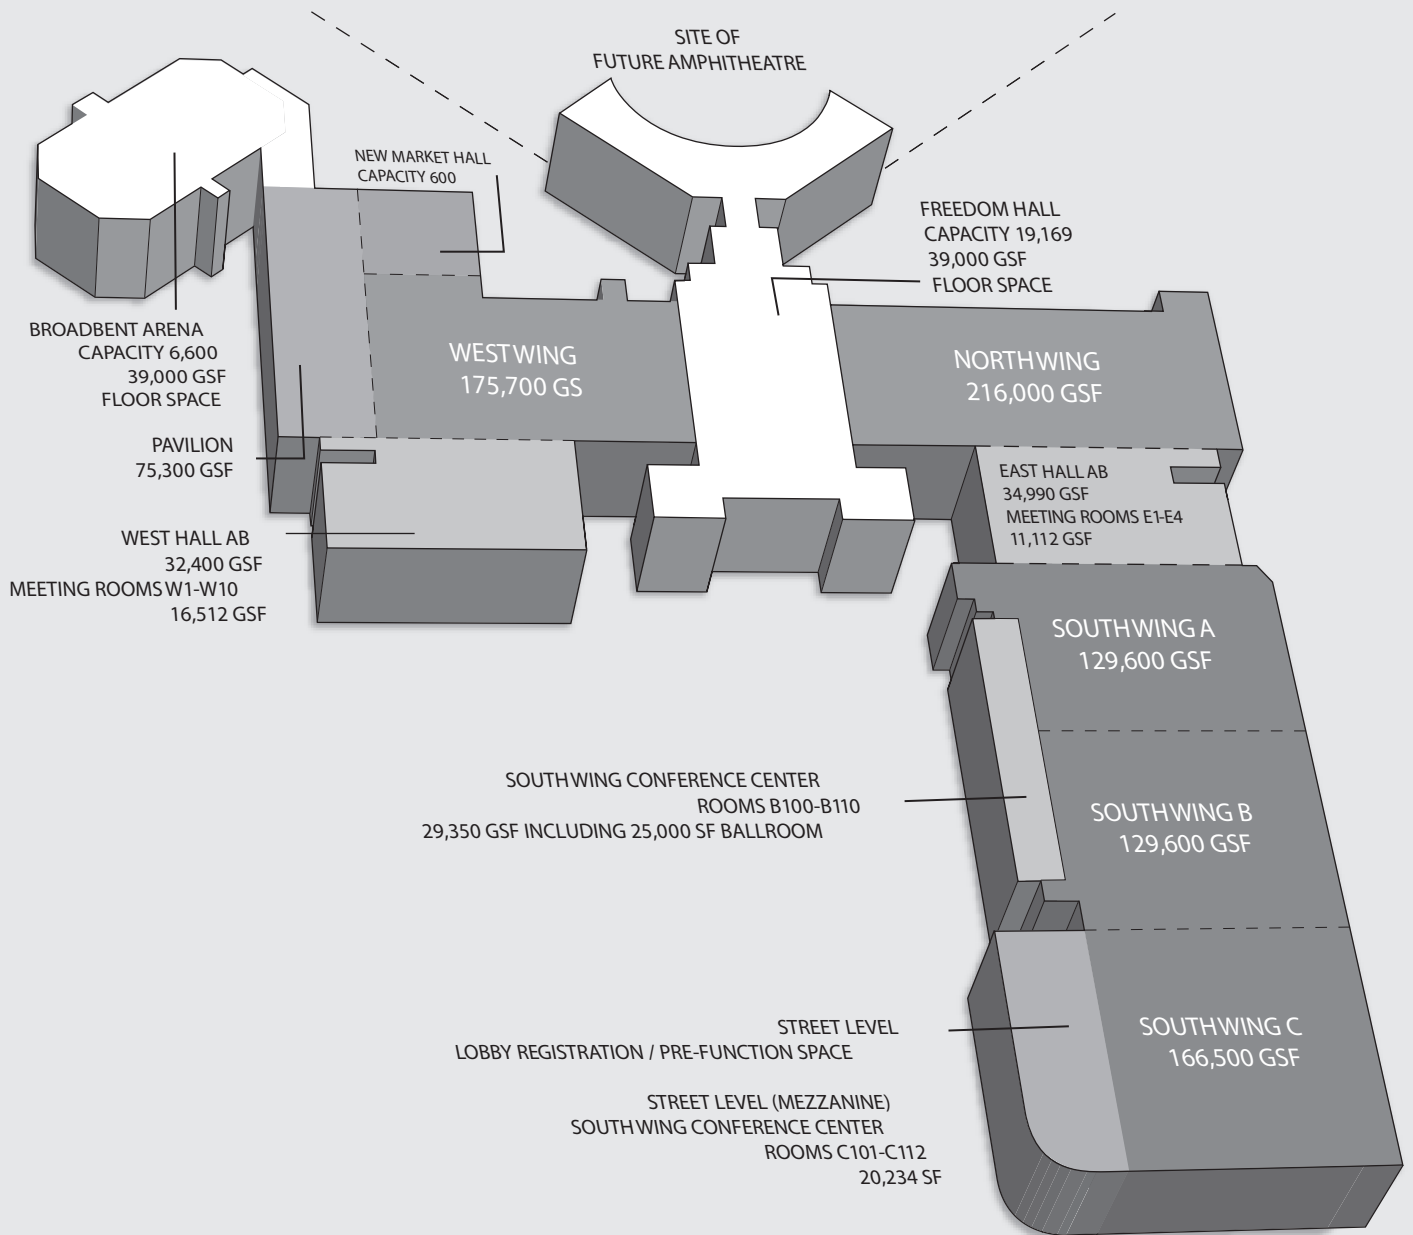 SITE OF
FUTURE AMPHITHEATRE
NEW MARKET HALL
CAPACITY 600
FREEDOM HALL
CAPACITY 19,169
39,000 GSF
FLOOR SPACE
BROADBENT ARENA
CAPACITY 6,600
39,000 GSF
FLOOR SPACE
WEST WING
175,700 GS
NORTH WING
216,000 GSF
PAVILION
75,300 GSF
EAST HALL AB
34,990 GSF
MEETING ROOMS E1-E4
11,112 GSF
WEST HALL AB
32,400 GSF
MEETING ROOMS W1-W10
16,512 GSF
SOUTH WING A
129,600 GSF
SOUTH WING CONFERENCE CENTER
ROOMS B100-B110
29,350 GSF INCLUDING 25,000 SF BALLROOM
SOUTH WING B
129,600 GSF
STREET LEVEL
LOBBY REGISTRATION / PRE-FUNCTION SPACE
SOUTH WING C
166,500 GSF
STREET LEVEL (MEZZANINE)
SOUTH WING CONFERENCE CENTER
ROOMS C101-C112
20,234 SF